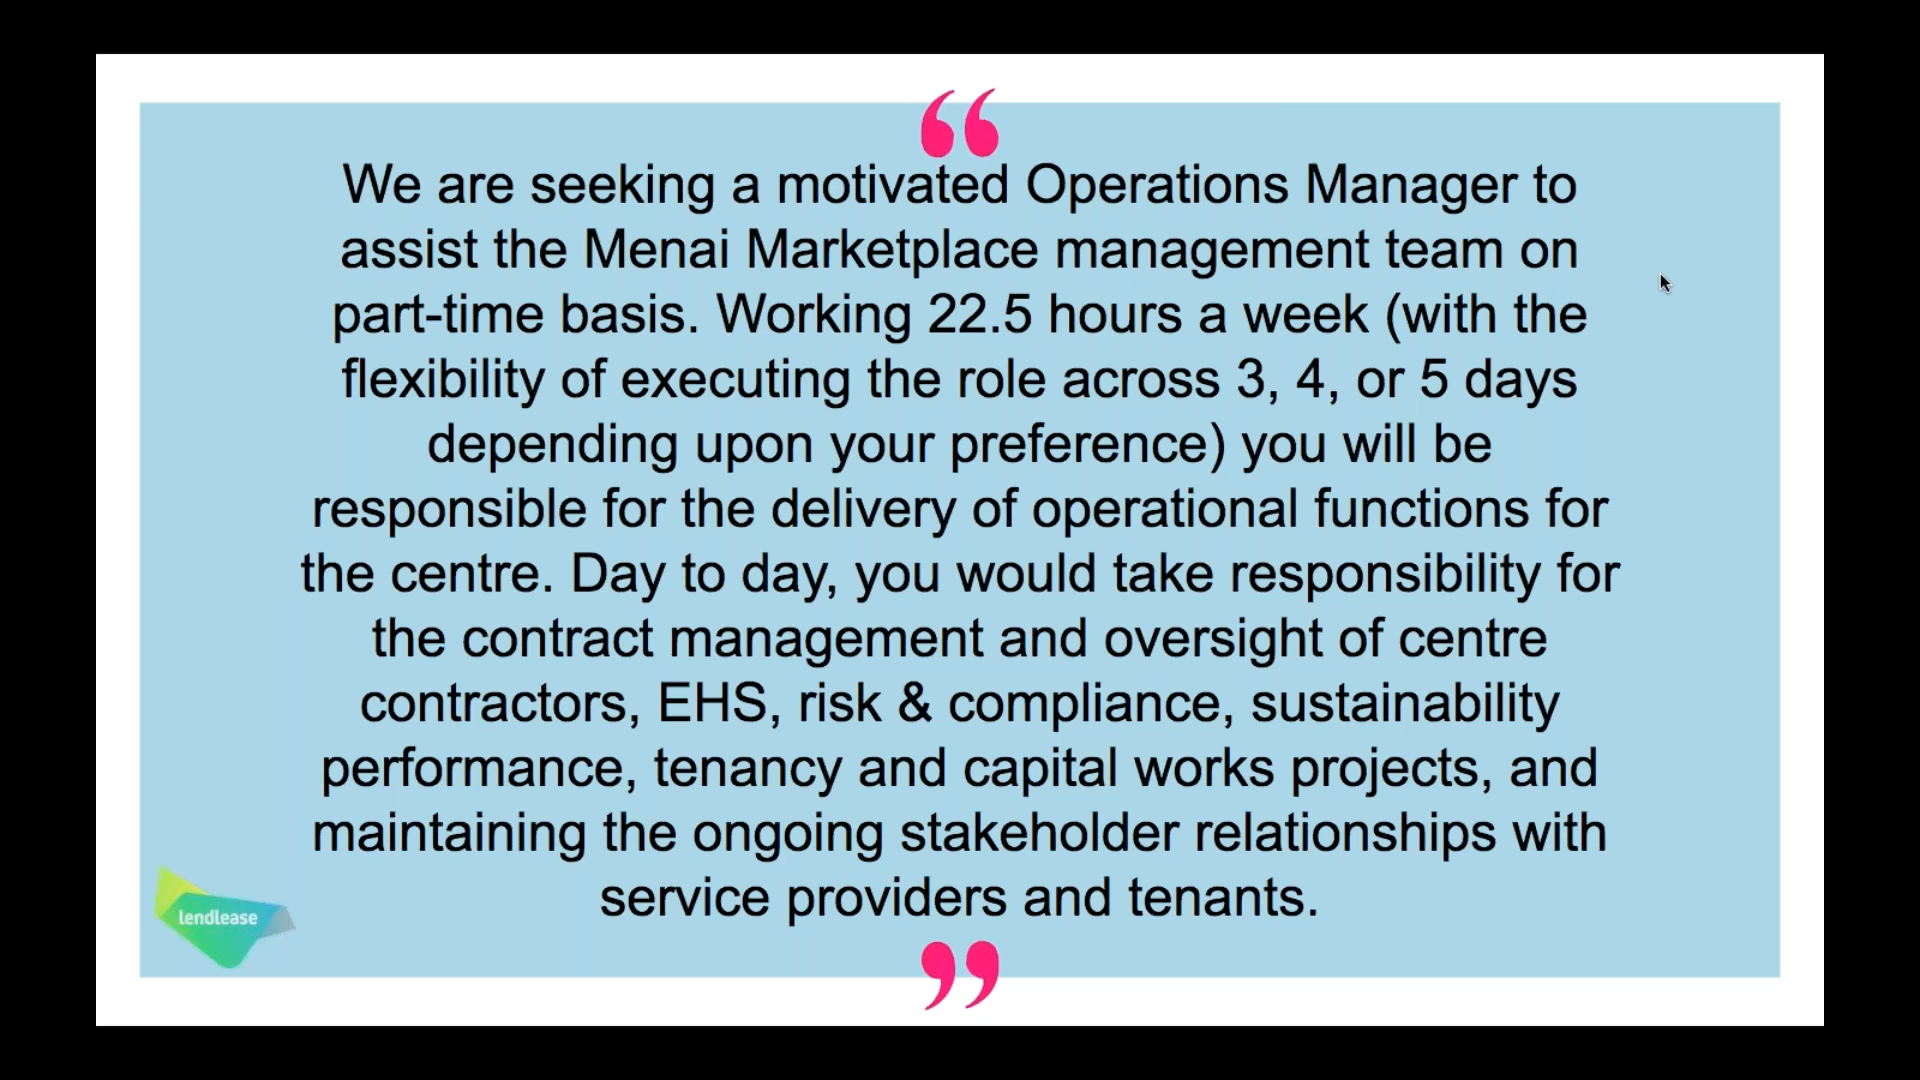 “
We are seeking a motivated Operations Manager to
assist the Menai Marketplace management team on
part-time basis. Working 22.5 hours a week (with the
flexibility of executing the role across 3, 4, or 5 days
depending upon your preference) you will be
responsible for the delivery of operational functions for
the centre. Day to day, you would take responsibility for
the contract management and oversight of centre
contractors, EHS, risk & compliance, sustainability
performance, tenancy and capital works projects, and
maintaining the ongoing stakeholder relationships with
service providers and tenants.
lendlease
”